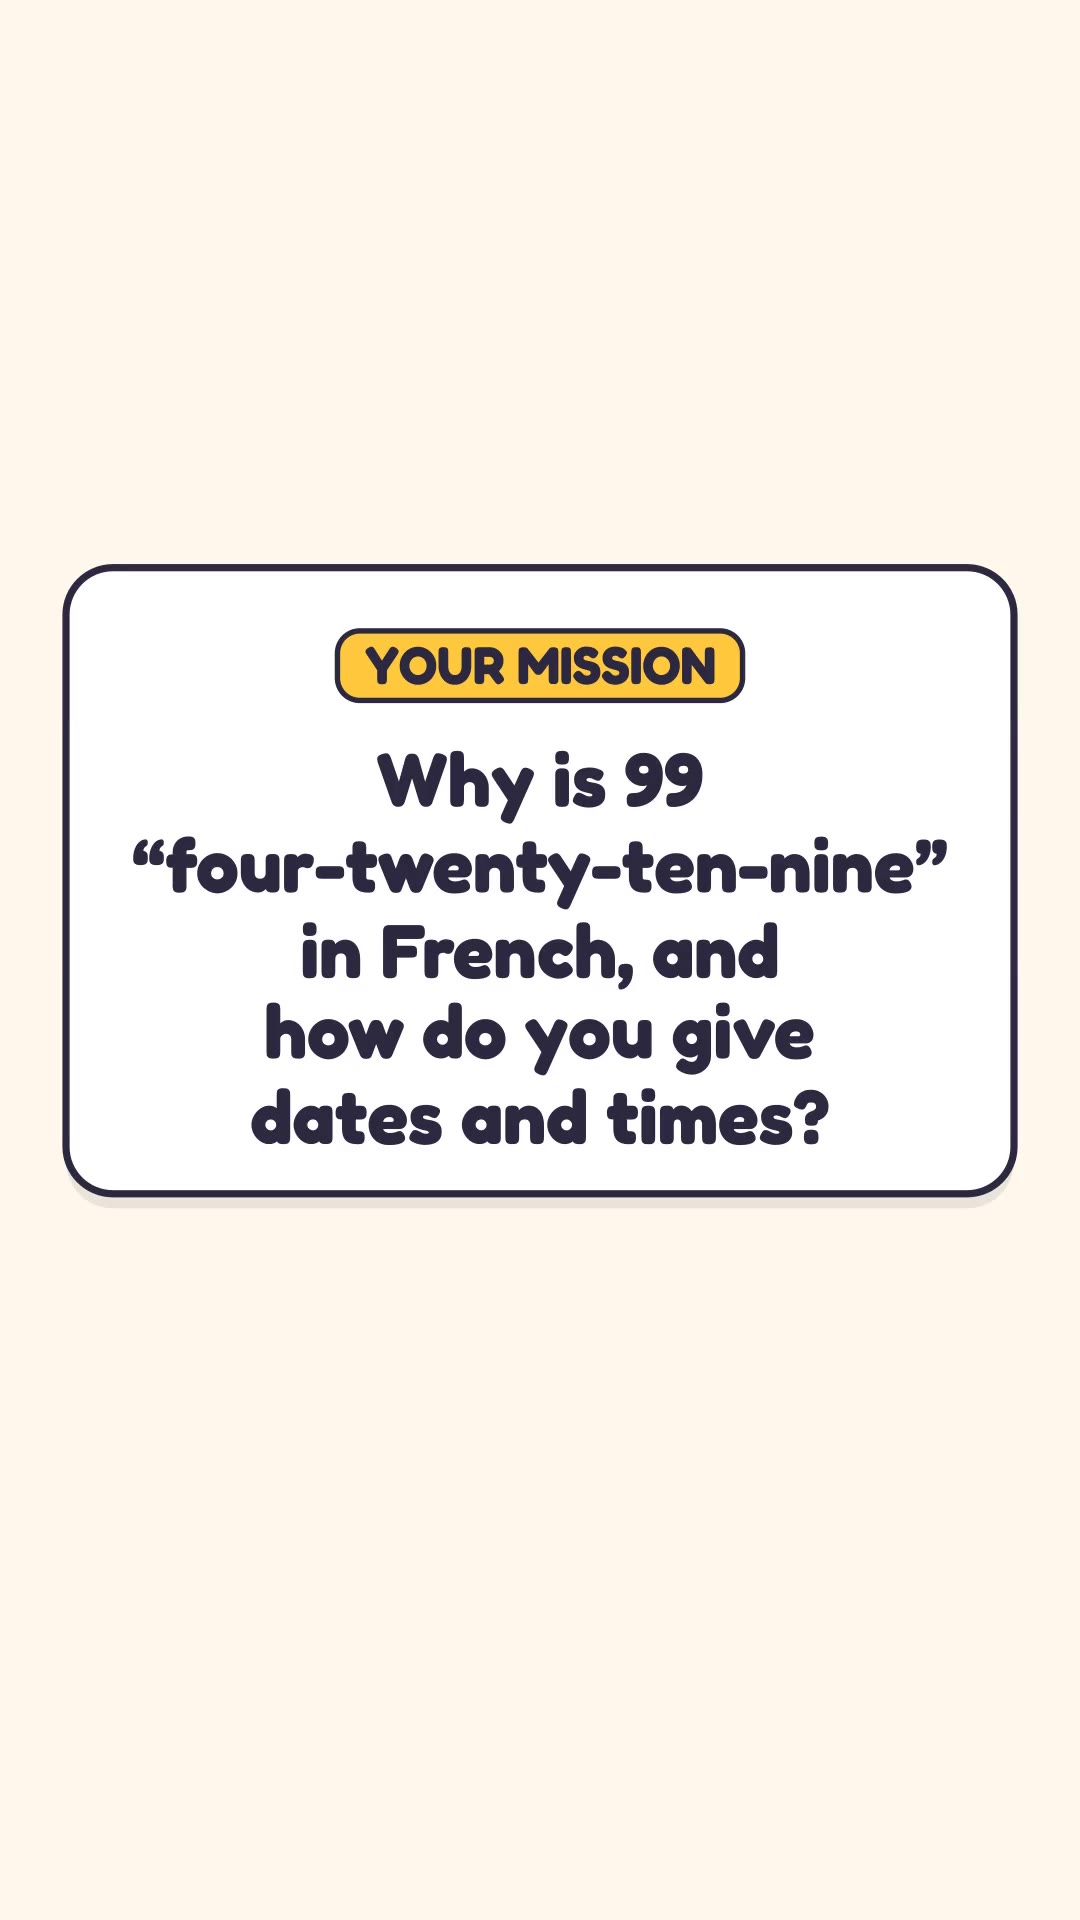 YOUR MISSION
Why is 99
“four-twenty-ten-nine”
in French, and
how do you give
dates and times?